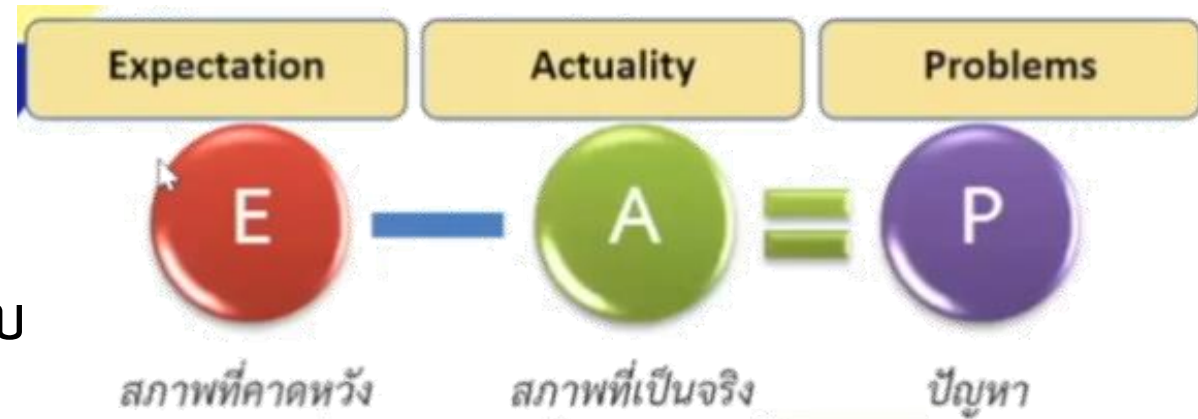 Expectation Actuality Problems
E — A = P
บ
สภาพที่คาดหวัง สภาพที่เป็นจริง ปัญหา